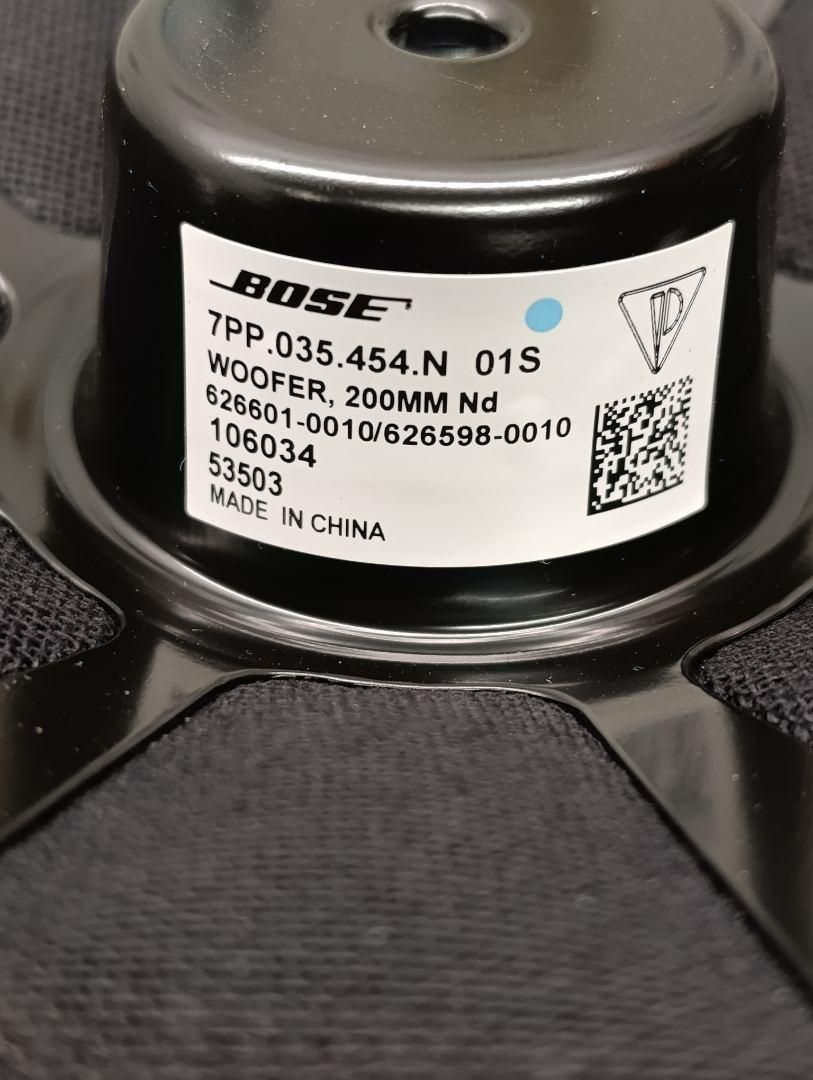 BOSE
7PP.035.454.N 01S
WOOFER, 200MM Nd
626601-0010/626598-0010
106034
53503
MADE IN CHINA